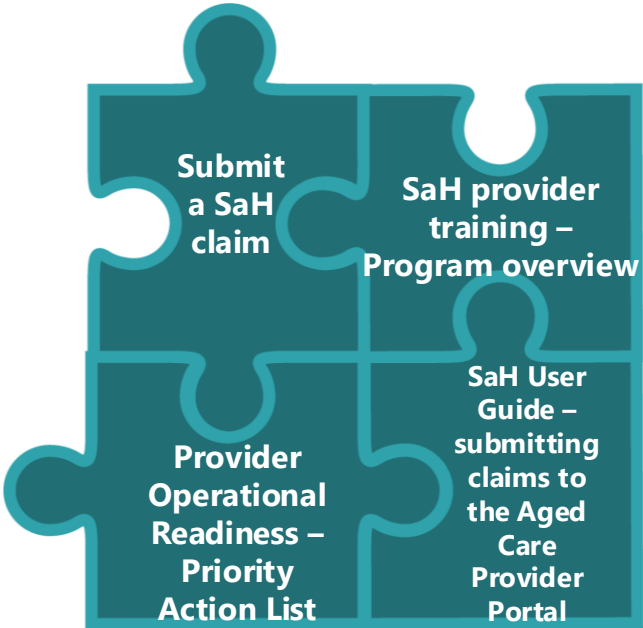 Submit
a SaH
claim
SaH provider
training –
Program overview
Provider
Operational
Readiness –
Priority
Action List
SaH User
Guide –
submitting
claims to
the Aged
Care
Provider
Portal